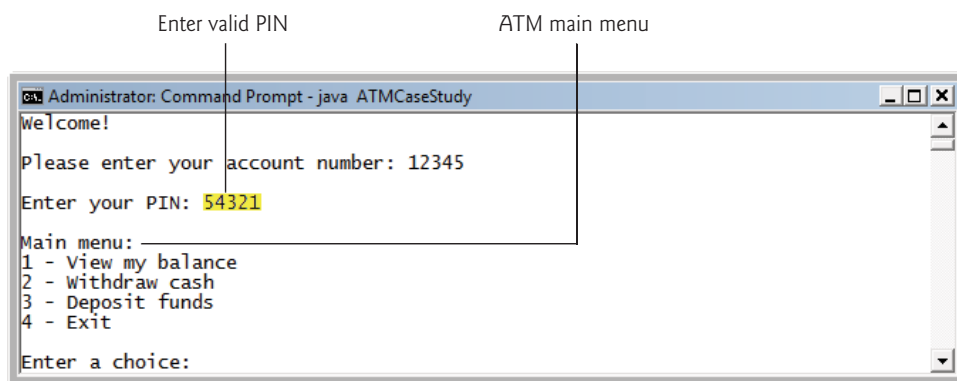 Enter valid PIN
ATM main menu
Administrator: Command Prompt - java ATMCaseStudy
Welcome!
Please enter your account number: 12345
Enter your PIN: 54321
Main menu:
1 - View my balance
2 - Withdraw cash
3 - Deposit funds
4 - Exit
Enter a choice: